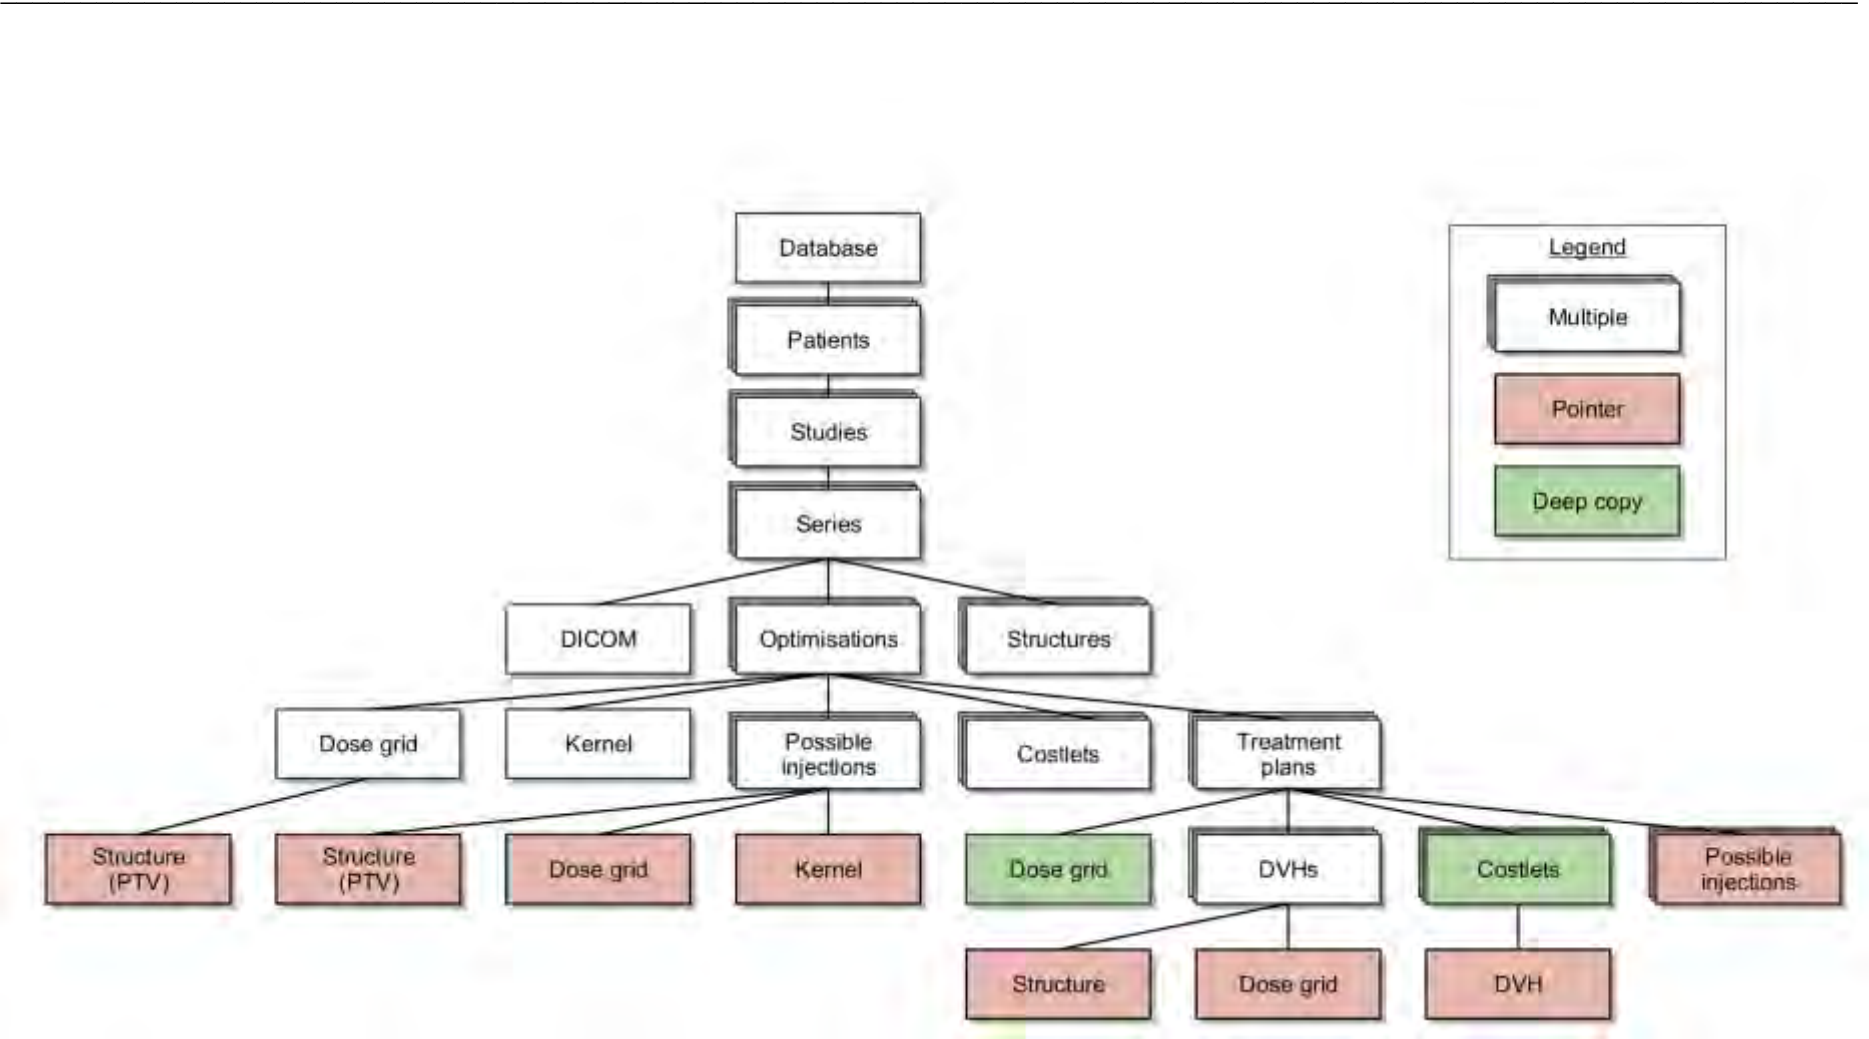 Database
Legend
Multiple
Patients
Pointer
Studies
Deep copy
Series
DICOM
Optimisations
Structures
Dose grid
Kernel
Possible
injections
Costlets
Treatment
plans
Structure
(PTV)
Structure
(PTV)
Dose grid
Kernel
Dose grid
DVHs
Costlets
Possible
injections
Structure
Dose grid
DVH